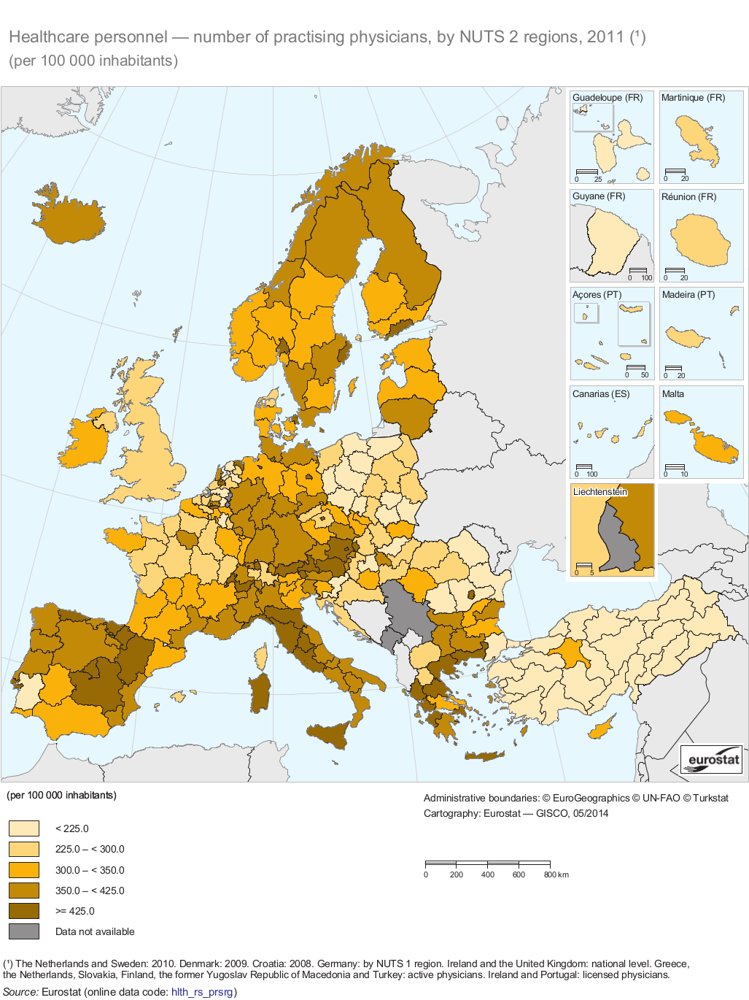 Healthcare personnel — number of practising physicians, by NUTS 2 regions, 2011 (¹)
(per 100 000 inhabitants)
Guadeloupe (FR)
0 25
Martinique (FR)
0 20
Guyane (FR)
0 100
Réunion (FR)
0 20
Açores (PT)
0 50
Madeira (PT)
0 20
Canarias (ES)
0 100
Malta
0 10
Liechtenstein
0 5
eurostat
(per 100 000 inhabitants)
< 225.0
225.0 – < 300.0
300.0 – < 350.0
350.0 – < 425.0
>= 425.0
Data not available
Administrative boundaries: © EuroGeographics © UN-FAO © Turkstat
Cartography: Eurostat — GISCO, 05/2014
0 200 400 600 800 km
(¹) The Netherlands and Sweden: 2010. Denmark: 2009. Croatia: 2008. Germany: by NUTS 1 region. Ireland and the United Kingdom: national level. Greece,
the Netherlands, Slovakia, Finland, the former Yugoslav Republic of Macedonia and Turkey: active physicians. Ireland and Portugal: licensed physicians.
Source: Eurostat (online data code: hlth_rs_prsrg)